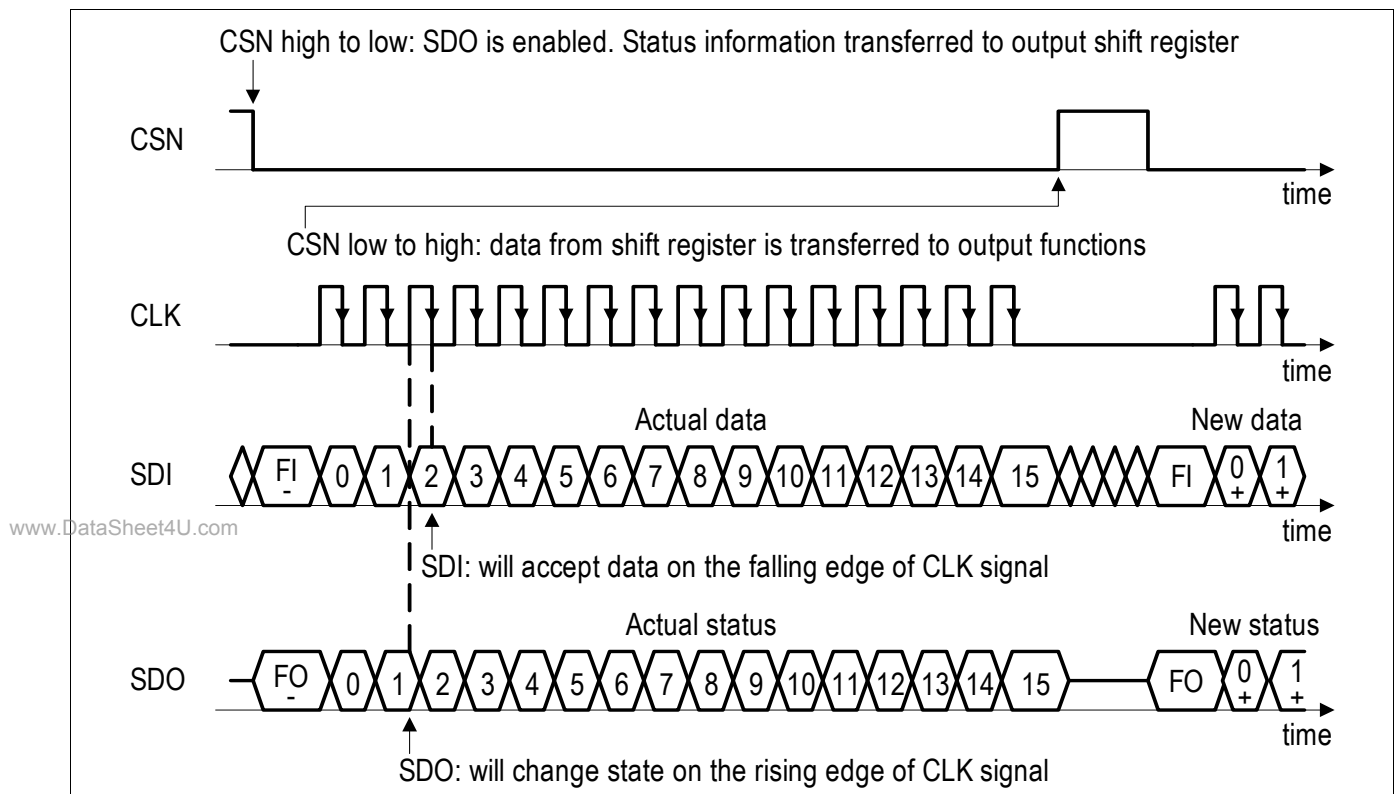 CSN high to low: SDO is enabled. Status information transferred to output shift register
CSN
time
CSN low to high: data from shift register is transferred to output functions
CLK
time
Actual data
New data
SDI
FI
-
0 1 2 3 4 5 6 7 8 9 10 11 12 13 14 15
FI
0
+
1
+
time
www.DataSheet4U.com
SDI: will accept data on the falling edge of CLK signal
Actual status
New status
SDO
FO
-
0 1 2 3 4 5 6 7 8 9 10 11 12 13 14 15
FO
0
+
1
+
time
SDO: will change state on the rising edge of CLK signal